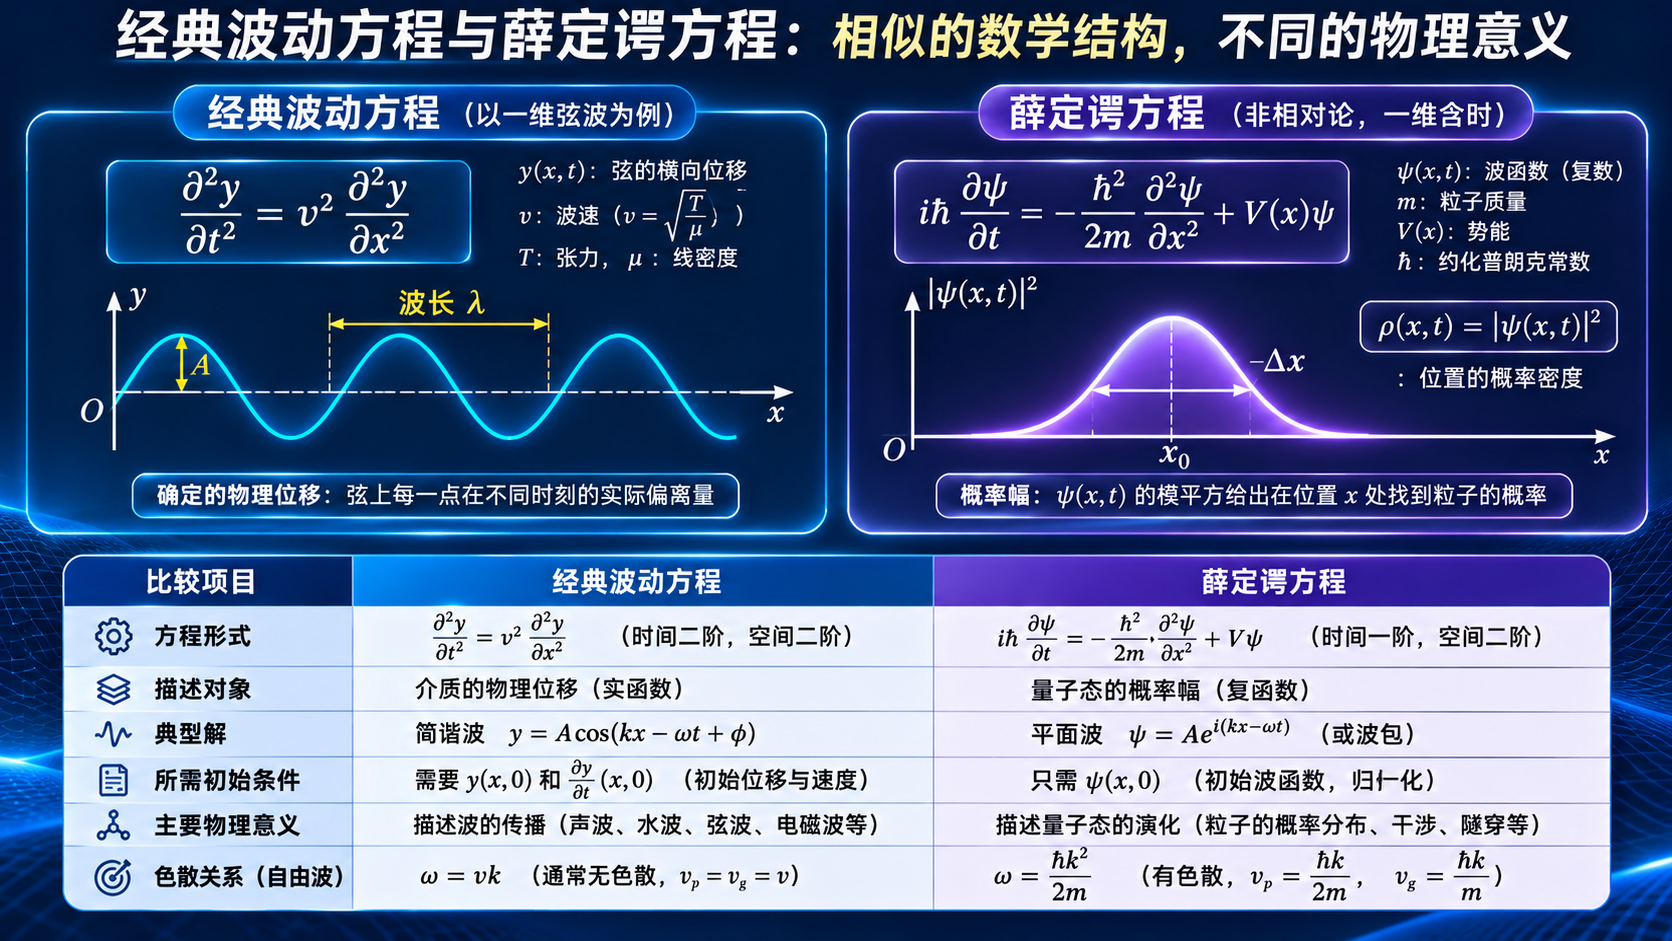 经典波动方程与薛定谔方程：相似的数学结构，不同的物理意义
经典波动方程（以一维弦波为例）
∂²y/∂t² = v² ∂²y/∂x²
y(x,t)：弦的横向位移
v：波速（v = √(T/μ)）
T：张力，μ：线密度
y
波长 λ
A
O
x
确定的物理位移：弦上每一点在不同时刻的实际偏离量
薛定谔方程（非相对论，一维含时）
iħ ∂ψ/∂t = − ħ²/2m ∂²ψ/∂x² + V(x)ψ
ψ(x,t)：波函数（复数）
m：粒子质量
V(x)：势能
ħ：约化普朗克常数
|ψ(x,t)|²
ρ(x,t) = |ψ(x,t)|²
：位置的概率密度
Δx
O
x₀
x
概率幅：ψ(x,t) 的模平方给出在位置 x 处找到粒子的概率
比较项目 经典波动方程 薛定谔方程
方程形式 ∂²y/∂t² = v² ∂²y/∂x² （时间二阶，空间二阶） iħ ∂ψ/∂t = − ħ²/2m · ∂²ψ/∂x² + Vψ （时间一阶，空间二阶）
描述对象 介质的物理位移（实函数） 量子态的概率幅（复函数）
典型解 简谐波 y = A cos(kx − ωt + ϕ) 平面波 ψ = Ae^{i(kx−ωt)} （或波包）
所需初始条件 需要 y(x,0) 和 ∂y/∂t (x,0) （初始位移与速度） 只需 ψ(x,0) （初始波函数，归一化）
主要物理意义 描述波的传播（声波、水波、弦波、电磁波等） 描述量子态的演化（粒子的概率分布、干涉、隧穿等）
色散关系（自由波） ω = vk （通常无色散，v_p = v_g = v） ω = ħk²/2m （有色散，v_p = ħk/2m， v_g = ħk/m）